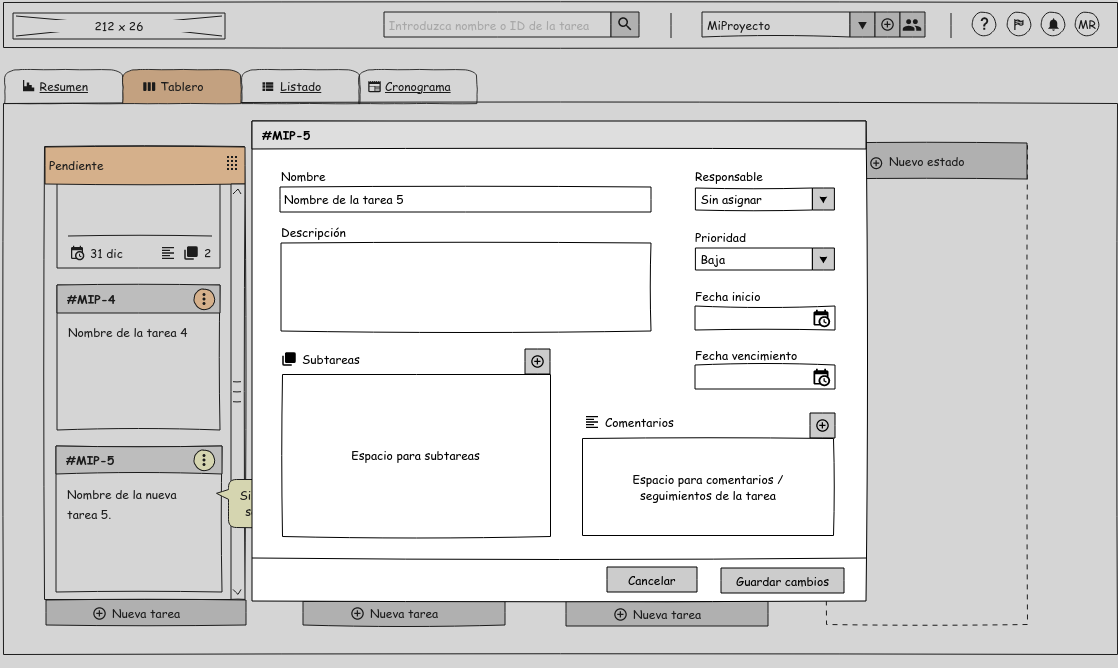 212 x 26
Introduzca nombre o ID de la tarea
MiProyecto
?
MR
Resumen
Tablero
Listado
Cronograma
Pendiente
31 dic
2
#MIP-4
Nombre de la tarea 4
#MIP-5
Nombre de la nueva
tarea 5.
Si
s
Nueva tarea
#MIP-5
Nombre
Nombre de la tarea 5
Descripción
Subtareas
Espacio para subtareas
Responsable
Sin asignar
Prioridad
Baja
Fecha inicio
Fecha vencimiento
Comentarios
Espacio para comentarios /
seguimientos de la tarea
Cancelar
Guardar cambios
Nueva tarea
Nueva tarea
Nuevo estado